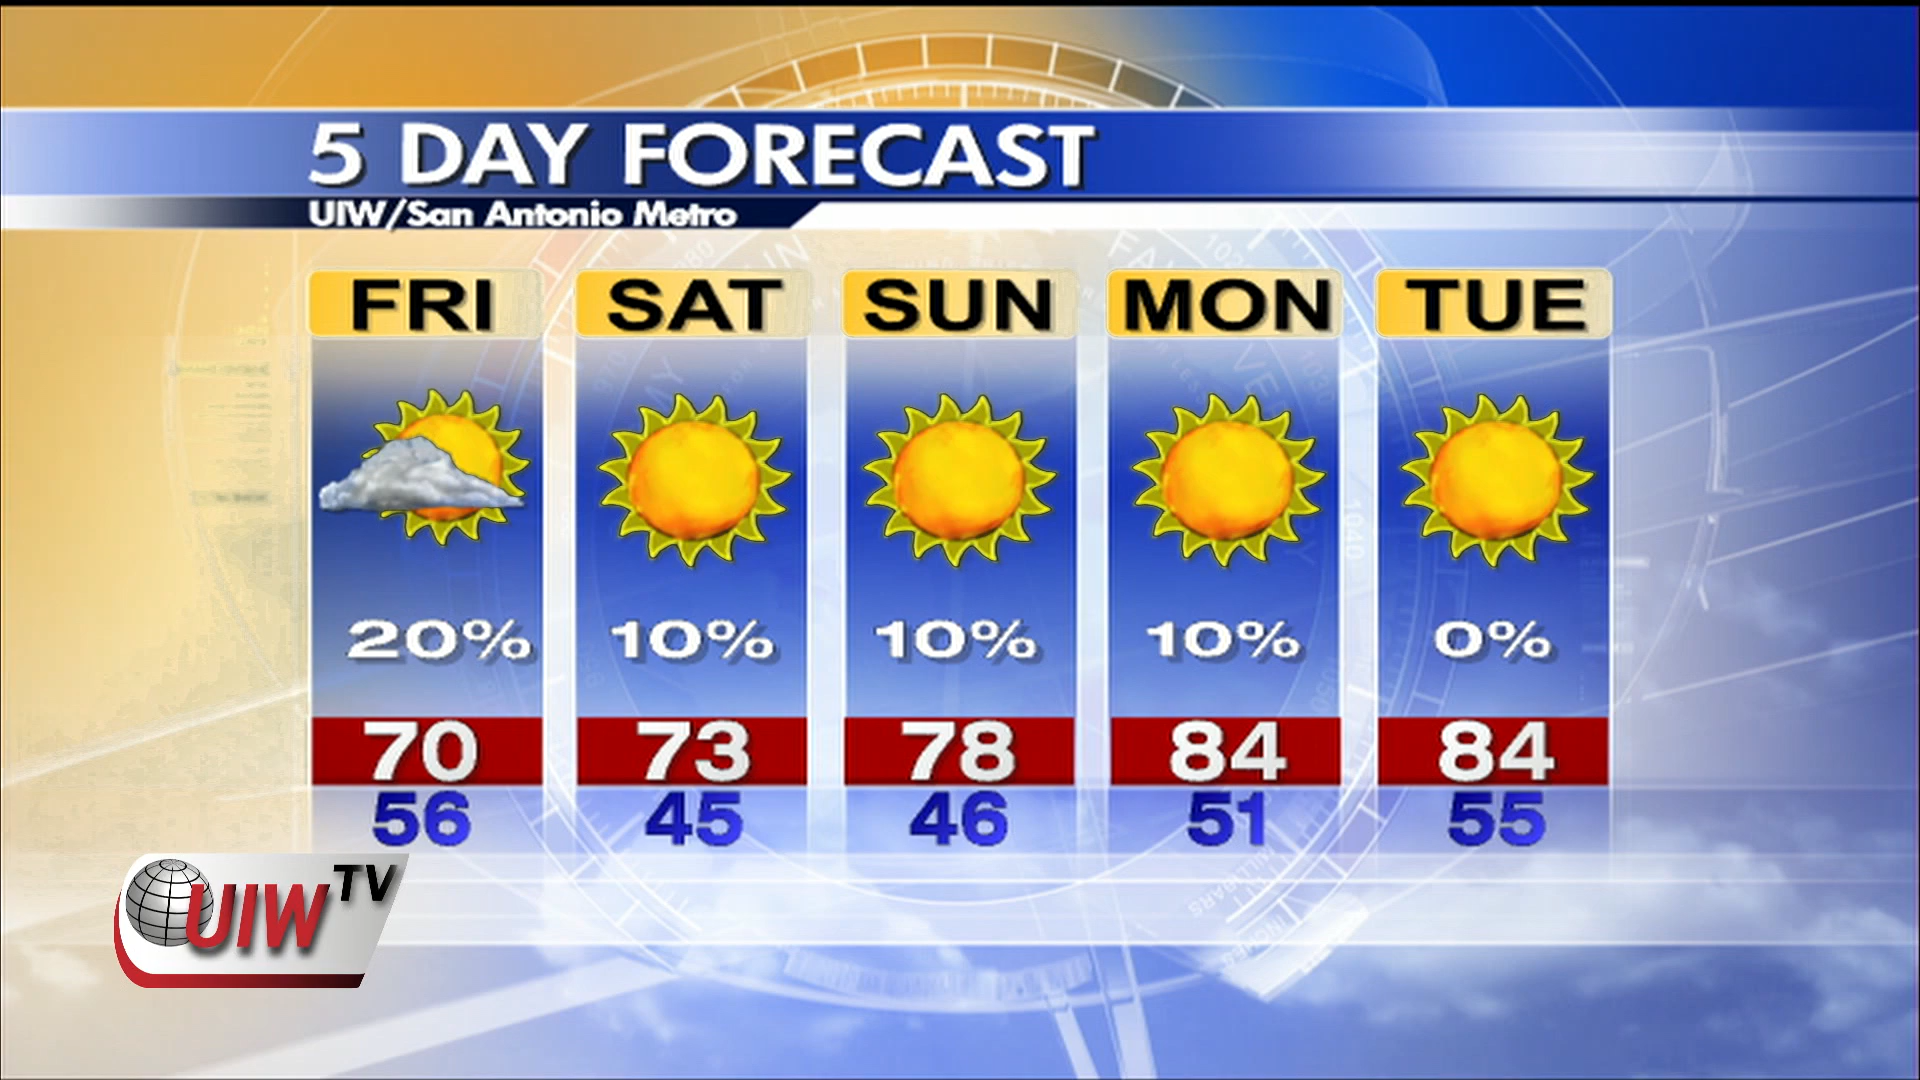 5 DAY FORECAST
UIW/San Antonio Metro
FRI SAT SUN MON TUE
20% 10% 10% 10% 0%
70 73 78 84 84
56 45 46 51 55
UIW TV